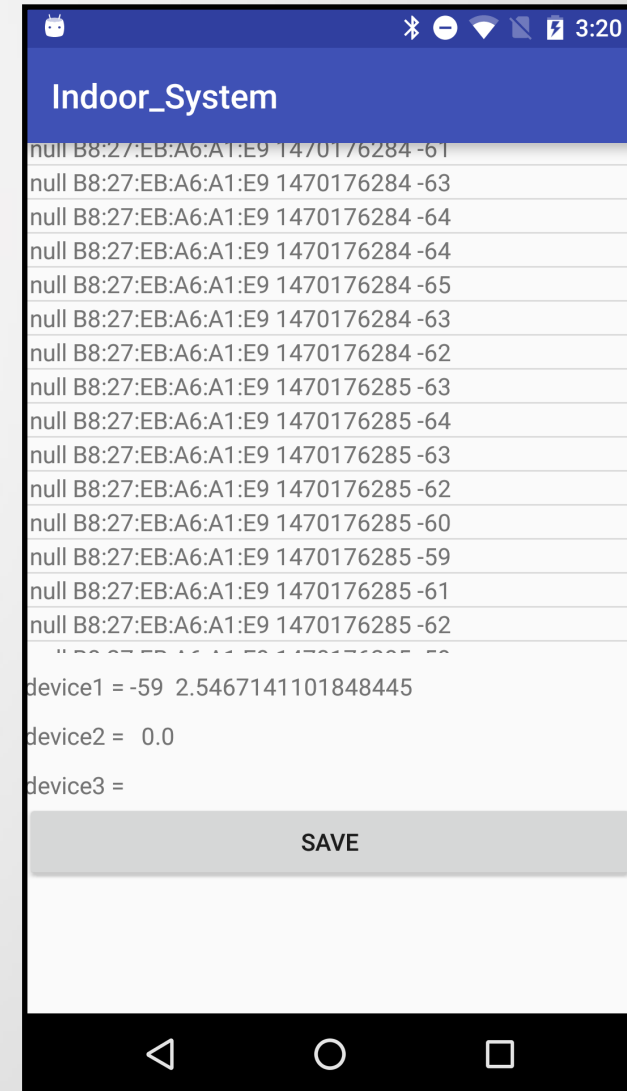 3:20
Indoor_System
null B8:27:EB:A6:A1:E9 1470176284 -61
null B8:27:EB:A6:A1:E9 1470176284 -63
null B8:27:EB:A6:A1:E9 1470176284 -64
null B8:27:EB:A6:A1:E9 1470176284 -64
null B8:27:EB:A6:A1:E9 1470176284 -65
null B8:27:EB:A6:A1:E9 1470176284 -63
null B8:27:EB:A6:A1:E9 1470176284 -62
null B8:27:EB:A6:A1:E9 1470176285 -63
null B8:27:EB:A6:A1:E9 1470176285 -64
null B8:27:EB:A6:A1:E9 1470176285 -63
null B8:27:EB:A6:A1:E9 1470176285 -62
null B8:27:EB:A6:A1:E9 1470176285 -60
null B8:27:EB:A6:A1:E9 1470176285 -59
null B8:27:EB:A6:A1:E9 1470176285 -61
null B8:27:EB:A6:A1:E9 1470176285 -62
device1 = -59 2.5467141101848445
device2 = 0.0
device3 =
SAVE